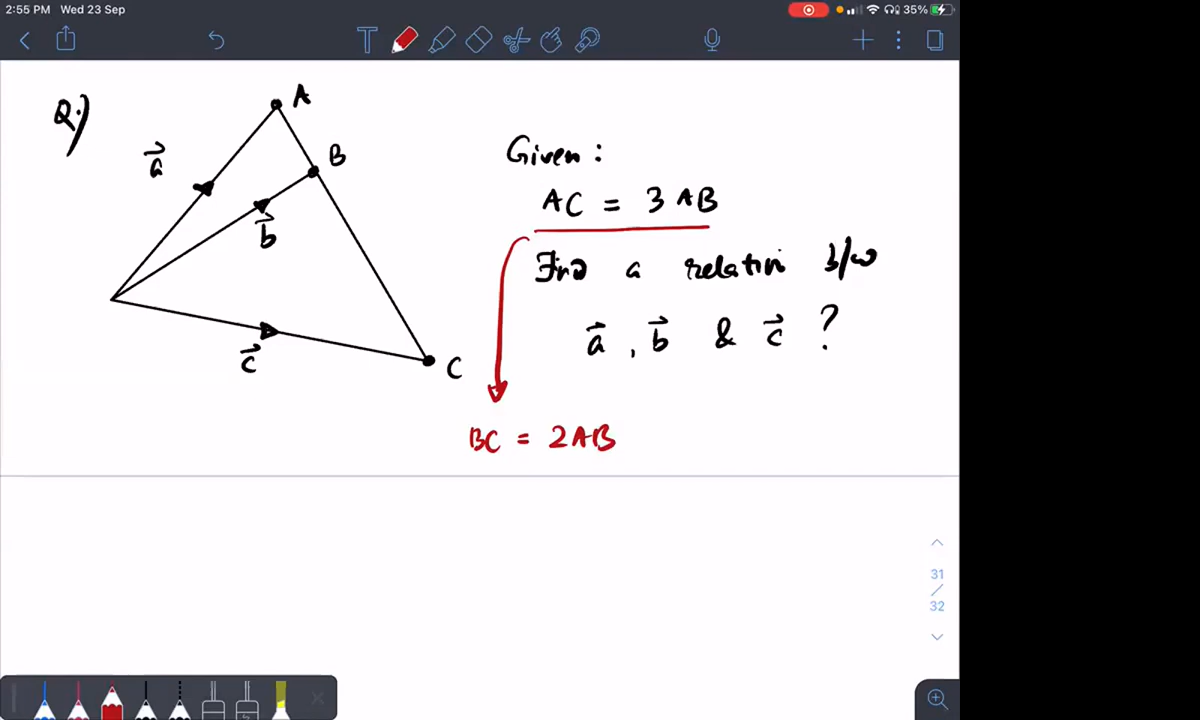 2:55 PM Wed 23 Sep
35%
T
Q.)
A
B
C
a⃗
b⃗
c⃗
Given :
AC = 3 AB
Find a relation b/w
a⃗ , b⃗ & c⃗ ?
BC = 2AB
31
/
32